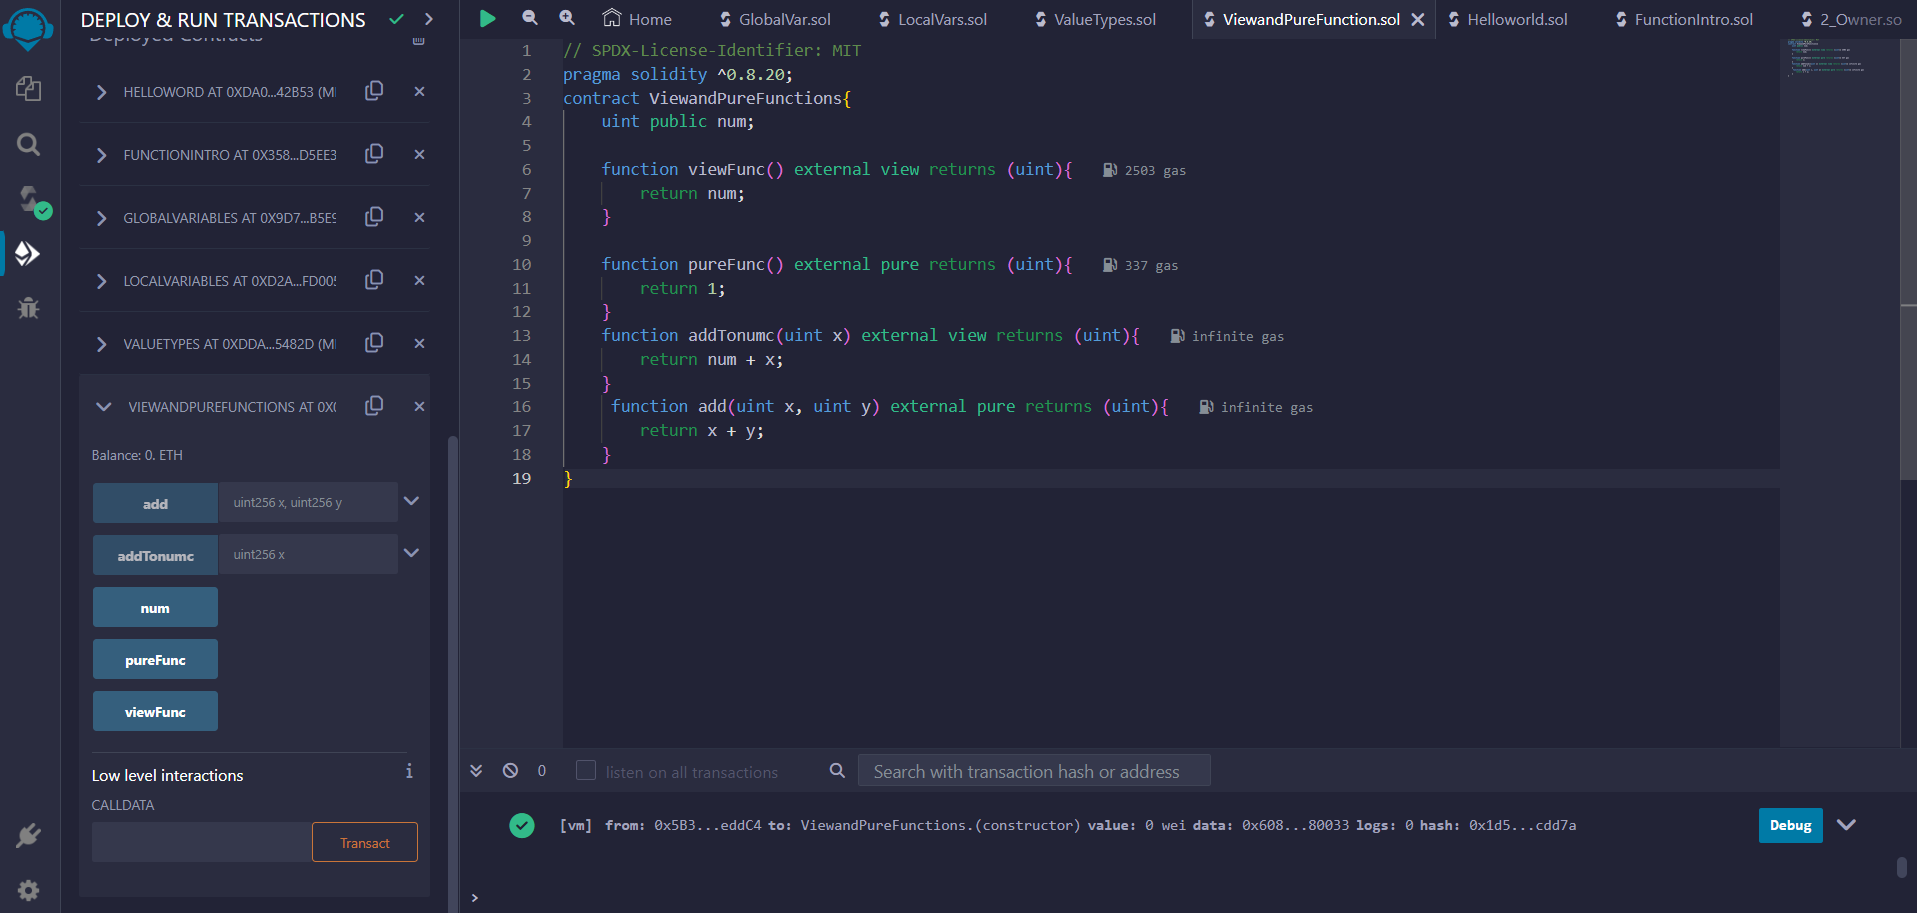 DEPLOY & RUN TRANSACTIONS
Deployed Contracts
HELLOWORD AT 0XDA0...42B53 (MI
FUNCTIONINTRO AT 0X358...D5EE3
GLOBALVARIABLES AT 0X9D7...B5E9
LOCALVARIABLES AT 0XD2A...FD005
VALUETYPES AT 0XDDA...5482D (MI
VIEWANDPUREFUNCTIONS AT 0X
Balance: 0. ETH
add
uint256 x, uint256 y
addTonumc
uint256 x
num
pureFunc
viewFunc
Low level interactions
i
CALLDATA
Transact
Home
GlobalVar.sol
LocalVars.sol
ValueTypes.sol
ViewandPureFunction.sol
Helloworld.sol
FunctionIntro.sol
2_Owner.so
1 // SPDX-License-Identifier: MIT
2 pragma solidity ^0.8.20;
3 contract ViewandPureFunctions{
4 uint public num;
5
6 function viewFunc() external view returns (uint){ 2503 gas
7 return num;
8 }
9
10 function pureFunc() external pure returns (uint){ 337 gas
11 return 1;
12 }
13 function addTonumc(uint x) external view returns (uint){ infinite gas
14 return num + x;
15 }
16 function add(uint x, uint y) external pure returns (uint){ infinite gas
17 return x + y;
18 }
19 }
0
listen on all transactions
Search with transaction hash or address
[vm] from: 0x5B3...eddC4 to: ViewandPureFunctions.(constructor) value: 0 wei data: 0x608...80033 logs: 0 hash: 0x1d5...cdd7a
Debug
>